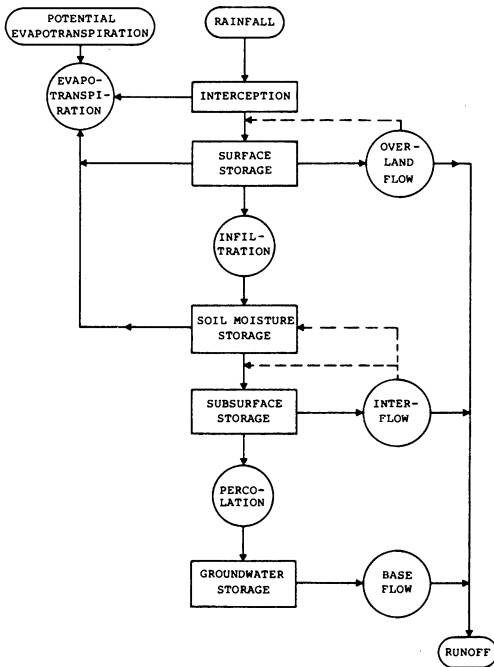 POTENTIAL
EVAPOTRANSPIRATION
RAINFALL
EVAPO-
TRANSPI-
RATION
INTERCEPTION
SURFACE
STORAGE
OVER-
LAND
FLOW
INFIL-
TRATION
SOIL MOISTURE
STORAGE
SUBSURFACE
STORAGE
INTER-
FLOW
PERCO-
LATION
GROUNDWATER
STORAGE
BASE
FLOW
RUNOFF